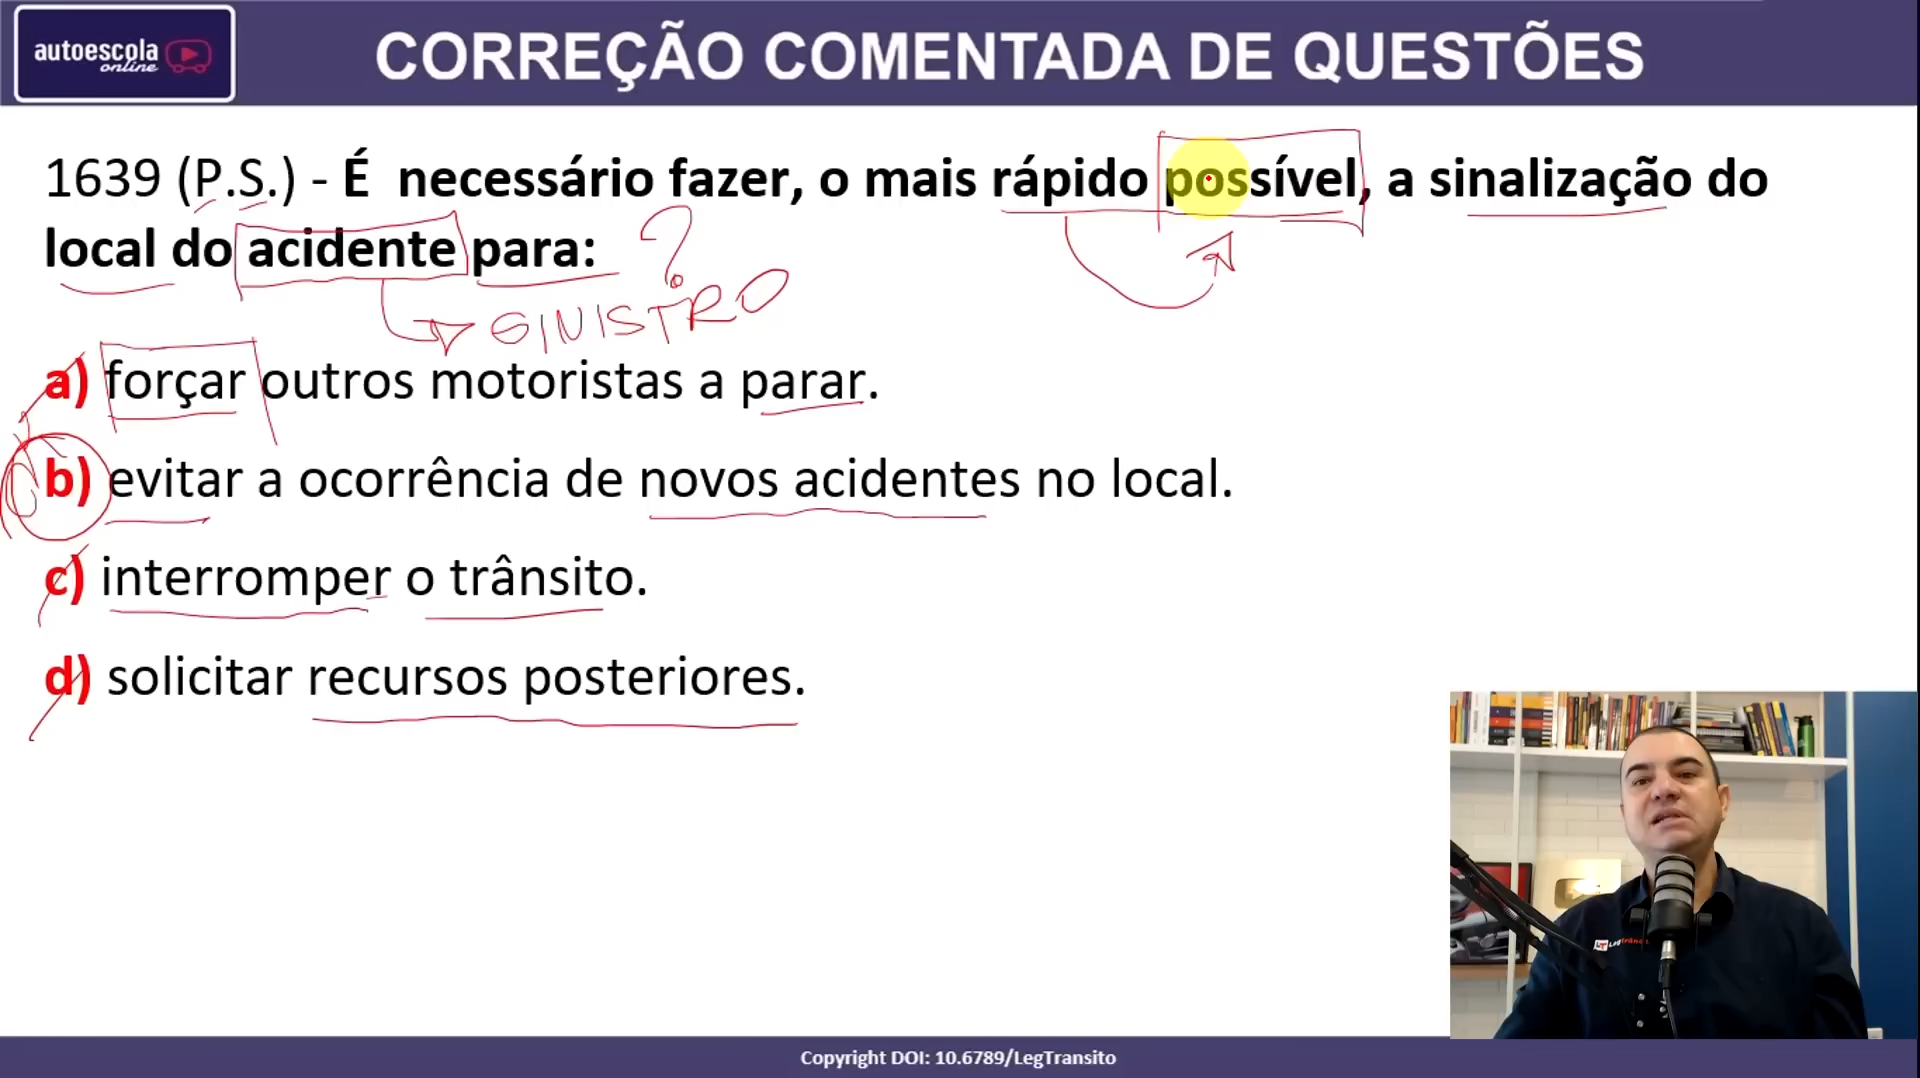 autoescola
online
CORREÇÃO COMENTADA DE QUESTÕES
1639 (P.S.) - É necessário fazer, o mais rápido possível, a sinalização do
local do acidente para: ?
SINISTRO
a) forçar outros motoristas a parar.
b) evitar a ocorrência de novos acidentes no local.
c) interromper o trânsito.
d) solicitar recursos posteriores.
Copyright DOI: 10.6789/LegTransito